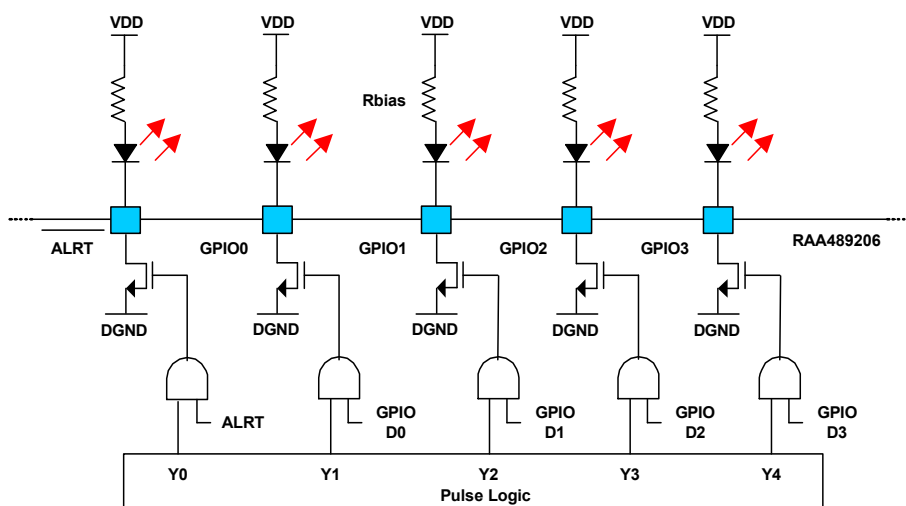 VDD VDD VDD VDD VDD
Rbias
ALRT GPIO0 GPIO1 GPIO2 GPIO3 RAA489206
DGND DGND DGND DGND DGND
ALRT GPIO D0 GPIO D1 GPIO D2 GPIO D3
Y0 Y1 Y2 Y3 Y4
Pulse Logic